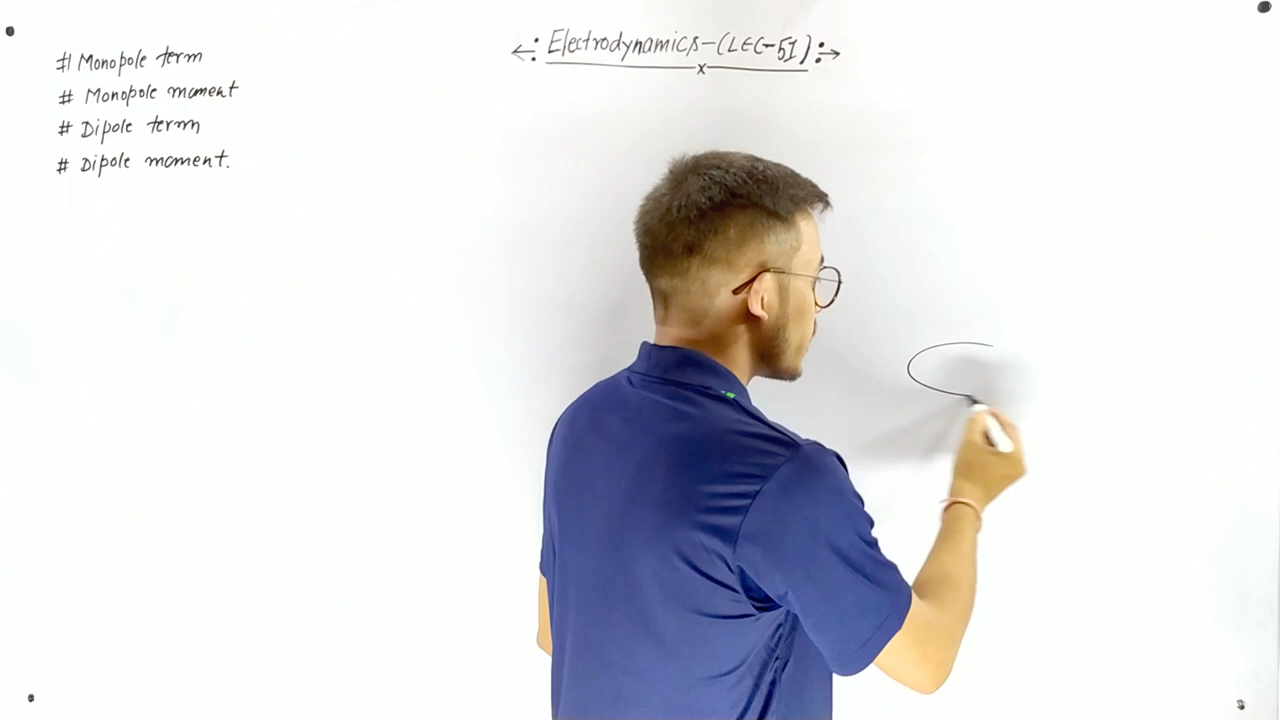 ←: Electrodynamics-(LEC-51) :→
x
# Monopole term
# Monopole moment
# Dipole term
# Dipole moment.